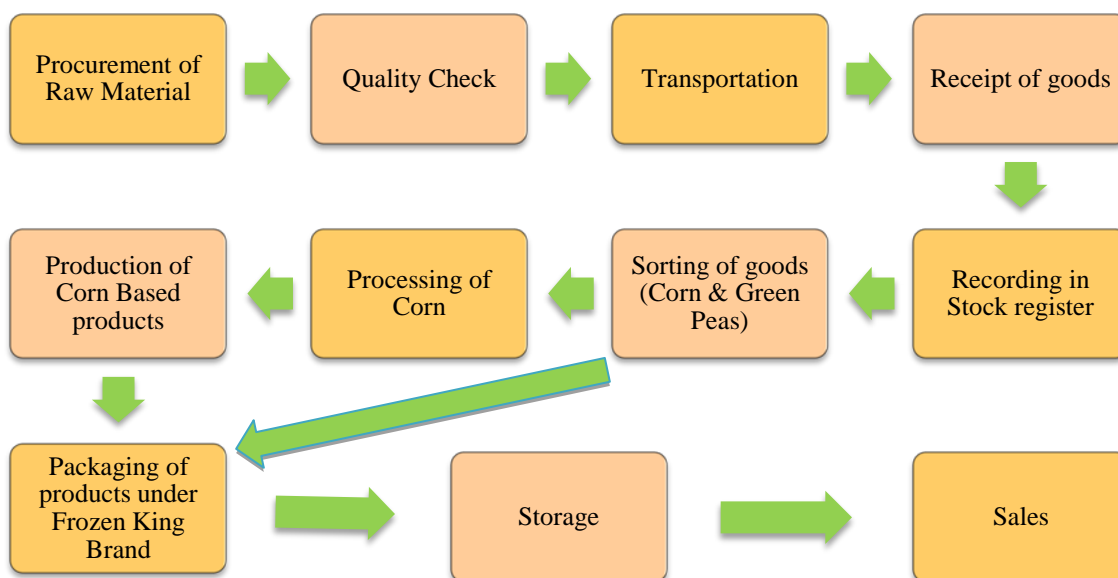 Procurement of
Raw Material
Quality Check
Transportation
Receipt of goods
Recording in
Stock register
Sorting of goods
(Corn & Green
Peas)
Processing of
Corn
Production of
Corn Based
products
Packaging of
products under
Frozen King
Brand
Storage
Sales